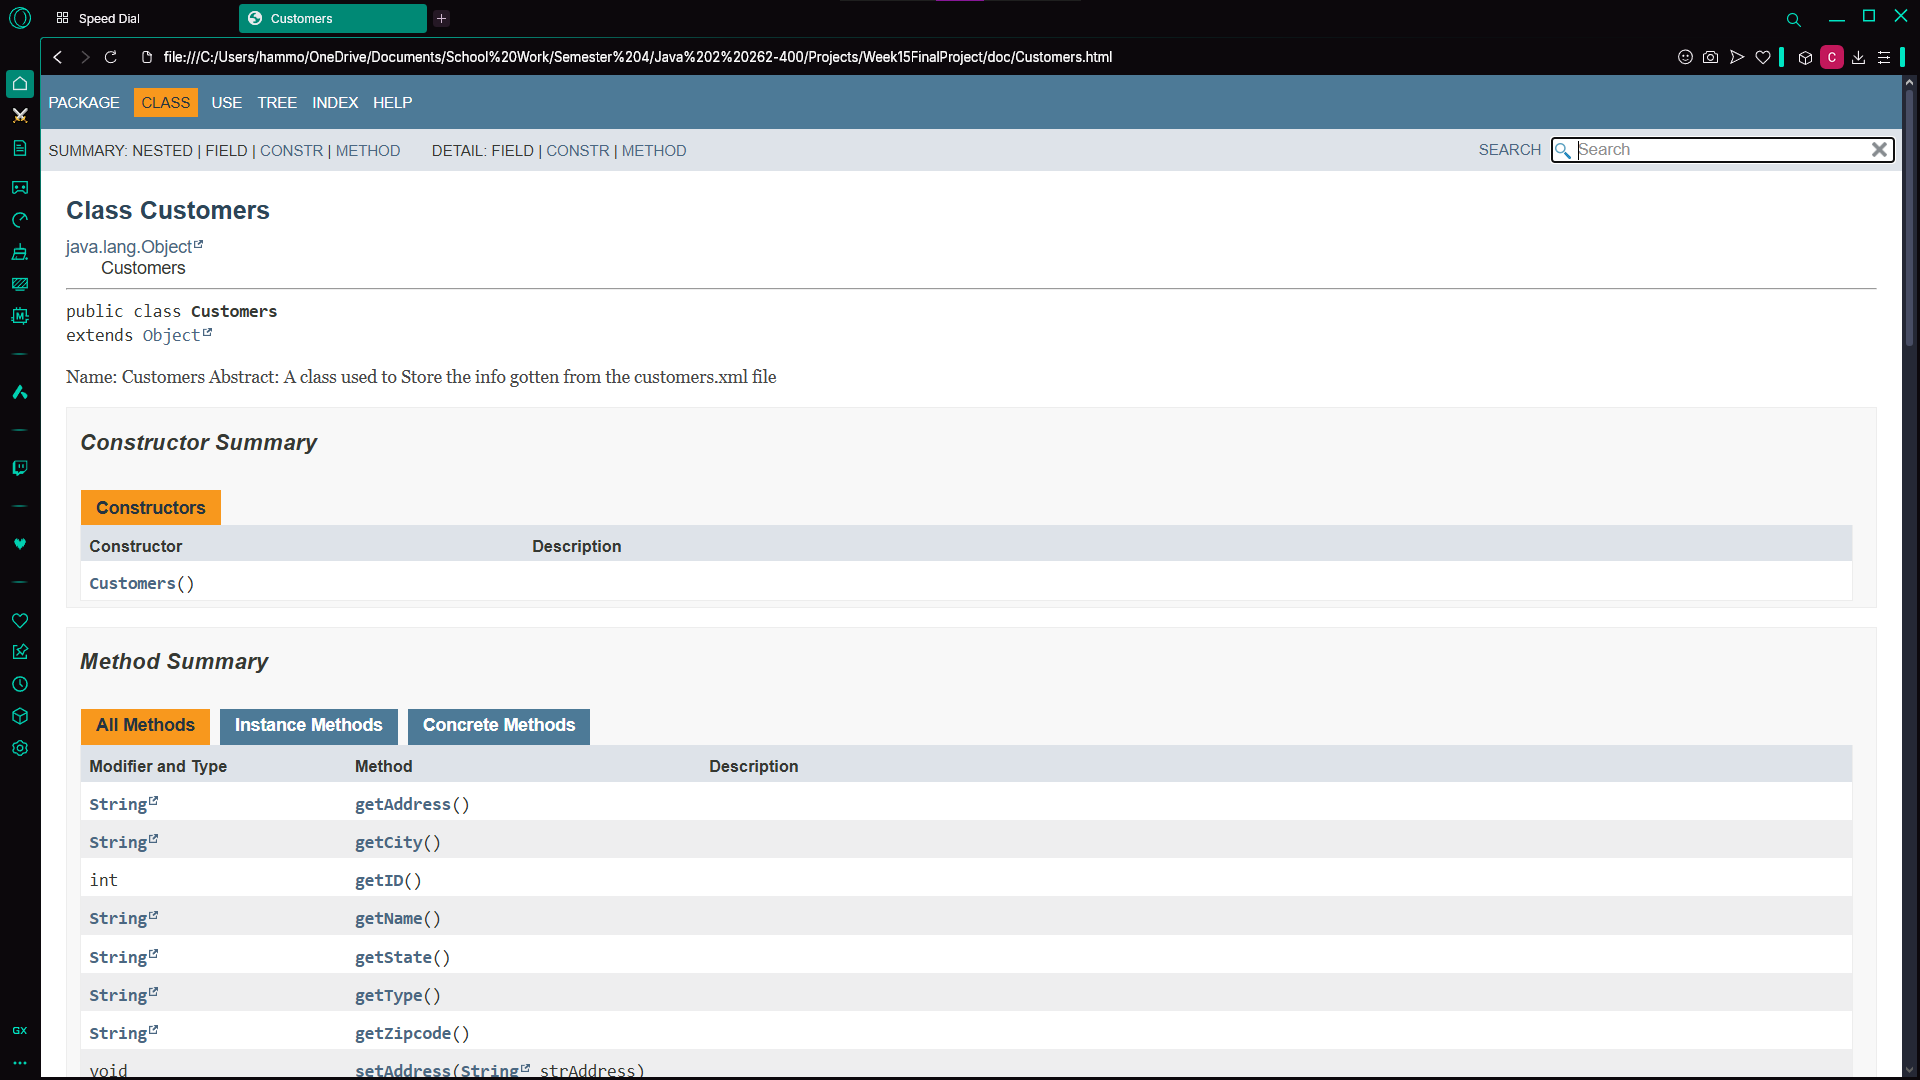 Speed Dial
Customers
file:///C:/Users/hammo/OneDrive/Documents/School%20Work/Semester%204/Java%202%20262-400/Projects/Week15FinalProject/doc/Customers.html
C
PACKAGE CLASS USE TREE INDEX HELP
SUMMARY: NESTED | FIELD | CONSTR | METHOD DETAIL: FIELD | CONSTR | METHOD
SEARCH Search
Class Customers
java.lang.Object
Customers
public class Customers
extends Object
Name: Customers Abstract: A class used to Store the info gotten from the customers.xml file
Constructor Summary
Constructors
Constructor Description
Customers()
Method Summary
All Methods Instance Methods Concrete Methods
Modifier and Type Method Description
String getAddress()
String getCity()
int getID()
String getName()
String getState()
String getType()
String getZipcode()
void setAddress(String strAddress)
M
GX